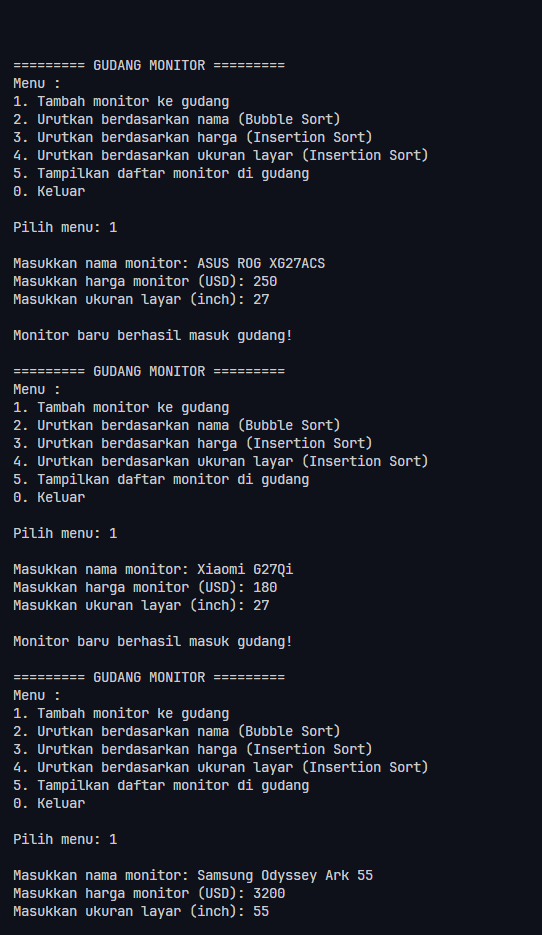 ========= GUDANG MONITOR =========
Menu :
1. Tambah monitor ke gudang
2. Urutkan berdasarkan nama (Bubble Sort)
3. Urutkan berdasarkan harga (Insertion Sort)
4. Urutkan berdasarkan ukuran layar (Insertion Sort)
5. Tampilkan daftar monitor di gudang
0. Keluar
Pilih menu: 1
Masukkan nama monitor: ASUS ROG XG27ACS
Masukkan harga monitor (USD): 250
Masukkan ukuran layar (inch): 27
Monitor baru berhasil masuk gudang!
========= GUDANG MONITOR =========
Menu :
1. Tambah monitor ke gudang
2. Urutkan berdasarkan nama (Bubble Sort)
3. Urutkan berdasarkan harga (Insertion Sort)
4. Urutkan berdasarkan ukuran layar (Insertion Sort)
5. Tampilkan daftar monitor di gudang
0. Keluar
Pilih menu: 1
Masukkan nama monitor: Xiaomi G27Qi
Masukkan harga monitor (USD): 180
Masukkan ukuran layar (inch): 27
Monitor baru berhasil masuk gudang!
========= GUDANG MONITOR =========
Menu :
1. Tambah monitor ke gudang
2. Urutkan berdasarkan nama (Bubble Sort)
3. Urutkan berdasarkan harga (Insertion Sort)
4. Urutkan berdasarkan ukuran layar (Insertion Sort)
5. Tampilkan daftar monitor di gudang
0. Keluar
Pilih menu: 1
Masukkan nama monitor: Samsung Odyssey Ark 55
Masukkan harga monitor (USD): 3200
Masukkan ukuran layar (inch): 55